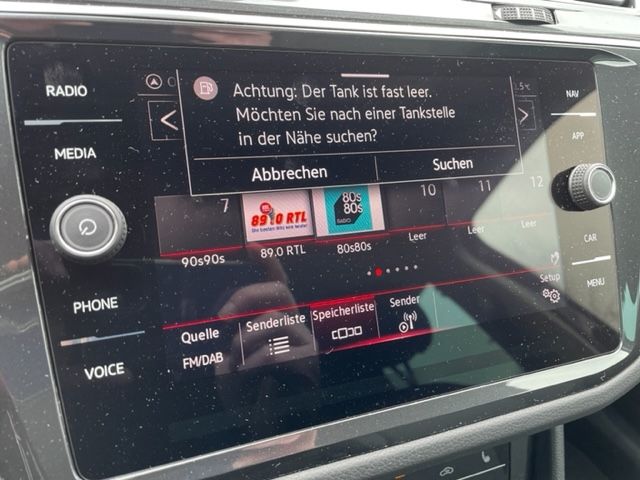 RADIO
MEDIA
PHONE
VOICE
Achtung: Der Tank ist fast leer.
Möchten Sie nach einer Tankstelle
in der Nähe suchen?
Abbrechen
Suchen
NAV
APP
CAR
MENU
7
10
11
12
89.0 RTL
80s
80s
RADIO
90s90s
89.0 RTL
80s80s
Leer
Leer
Leer
Quelle
FM/DAB
Senderliste
Speicherliste
Sender
Setup